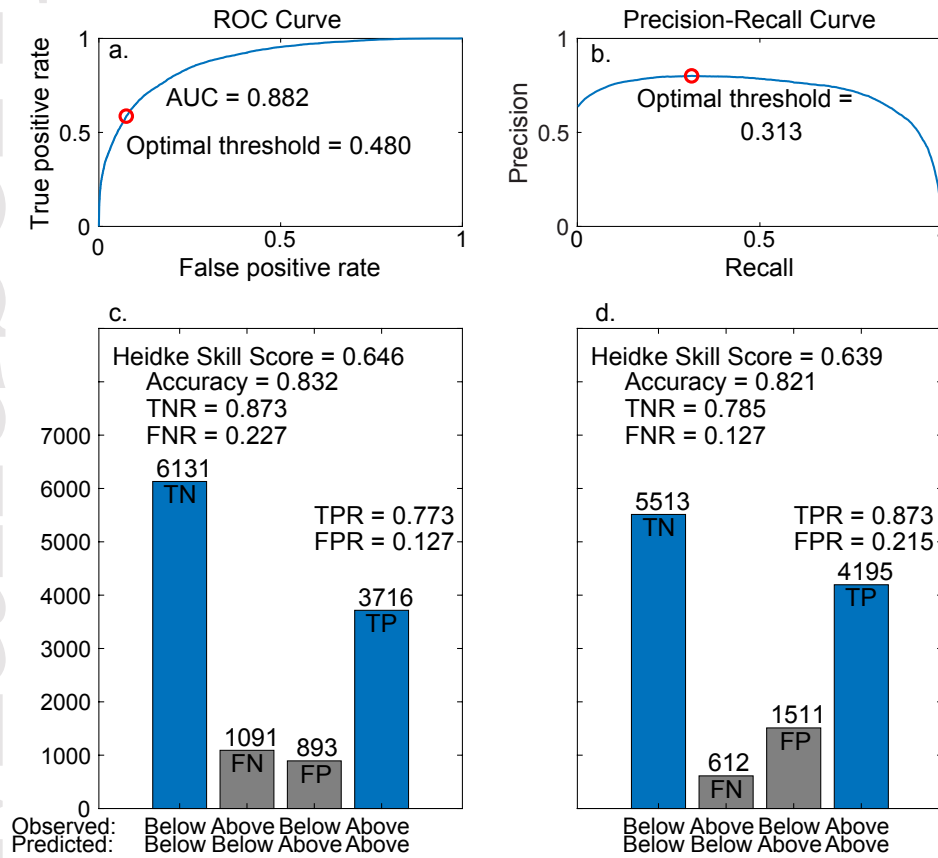 ROC Curve
a.
AUC = 0.882
Optimal threshold = 0.480
True positive rate
1
0.5
0
0
0.5
1
False positive rate
Precision-Recall Curve
b.
Optimal threshold =
0.313
Precision
1
0.5
0
0
0.5
Recall
c.
Heidke Skill Score = 0.646
Accuracy = 0.832
TNR = 0.873
FNR = 0.227
TPR = 0.773
FPR = 0.127
7000
6000
5000
4000
3000
2000
1000
0
6131
TN
1091
FN
893
FP
3716
TP
d.
Heidke Skill Score = 0.639
Accuracy = 0.821
TNR = 0.785
FNR = 0.127
TPR = 0.873
FPR = 0.215
5513
TN
612
FN
1511
FP
4195
TP
Observed: Below Above Below Above Below Above Below Above
Predicted: Below Below Above Above Below Below Above Above